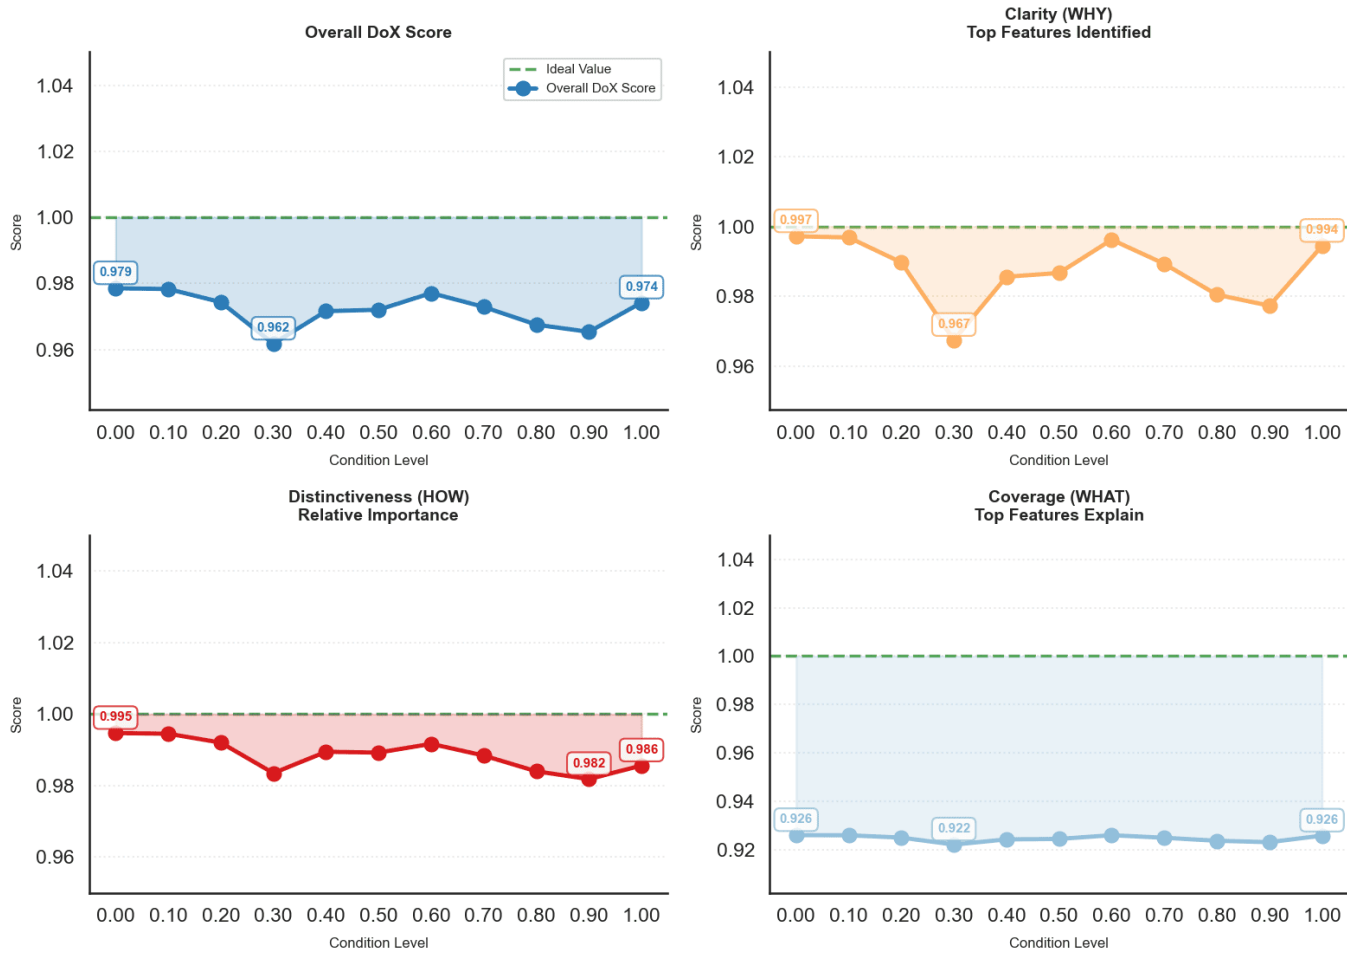 Overall DoX Score
Ideal Value
Overall DoX Score
1.04
1.02
1.00
0.98
0.96
Score
0.979
0.962
0.974
0.00 0.10 0.20 0.30 0.40 0.50 0.60 0.70 0.80 0.90 1.00
Condition Level
Clarity (WHY)
Top Features Identified
1.04
1.02
1.00
0.98
0.96
Score
0.997
0.967
0.994
0.00 0.10 0.20 0.30 0.40 0.50 0.60 0.70 0.80 0.90 1.00
Condition Level
Distinctiveness (HOW)
Relative Importance
1.04
1.02
1.00
0.98
0.96
Score
0.995
0.982
0.986
0.00 0.10 0.20 0.30 0.40 0.50 0.60 0.70 0.80 0.90 1.00
Condition Level
Coverage (WHAT)
Top Features Explain
1.04
1.02
1.00
0.98
0.96
0.94
0.92
Score
0.926
0.922
0.926
0.00 0.10 0.20 0.30 0.40 0.50 0.60 0.70 0.80 0.90 1.00
Condition Level